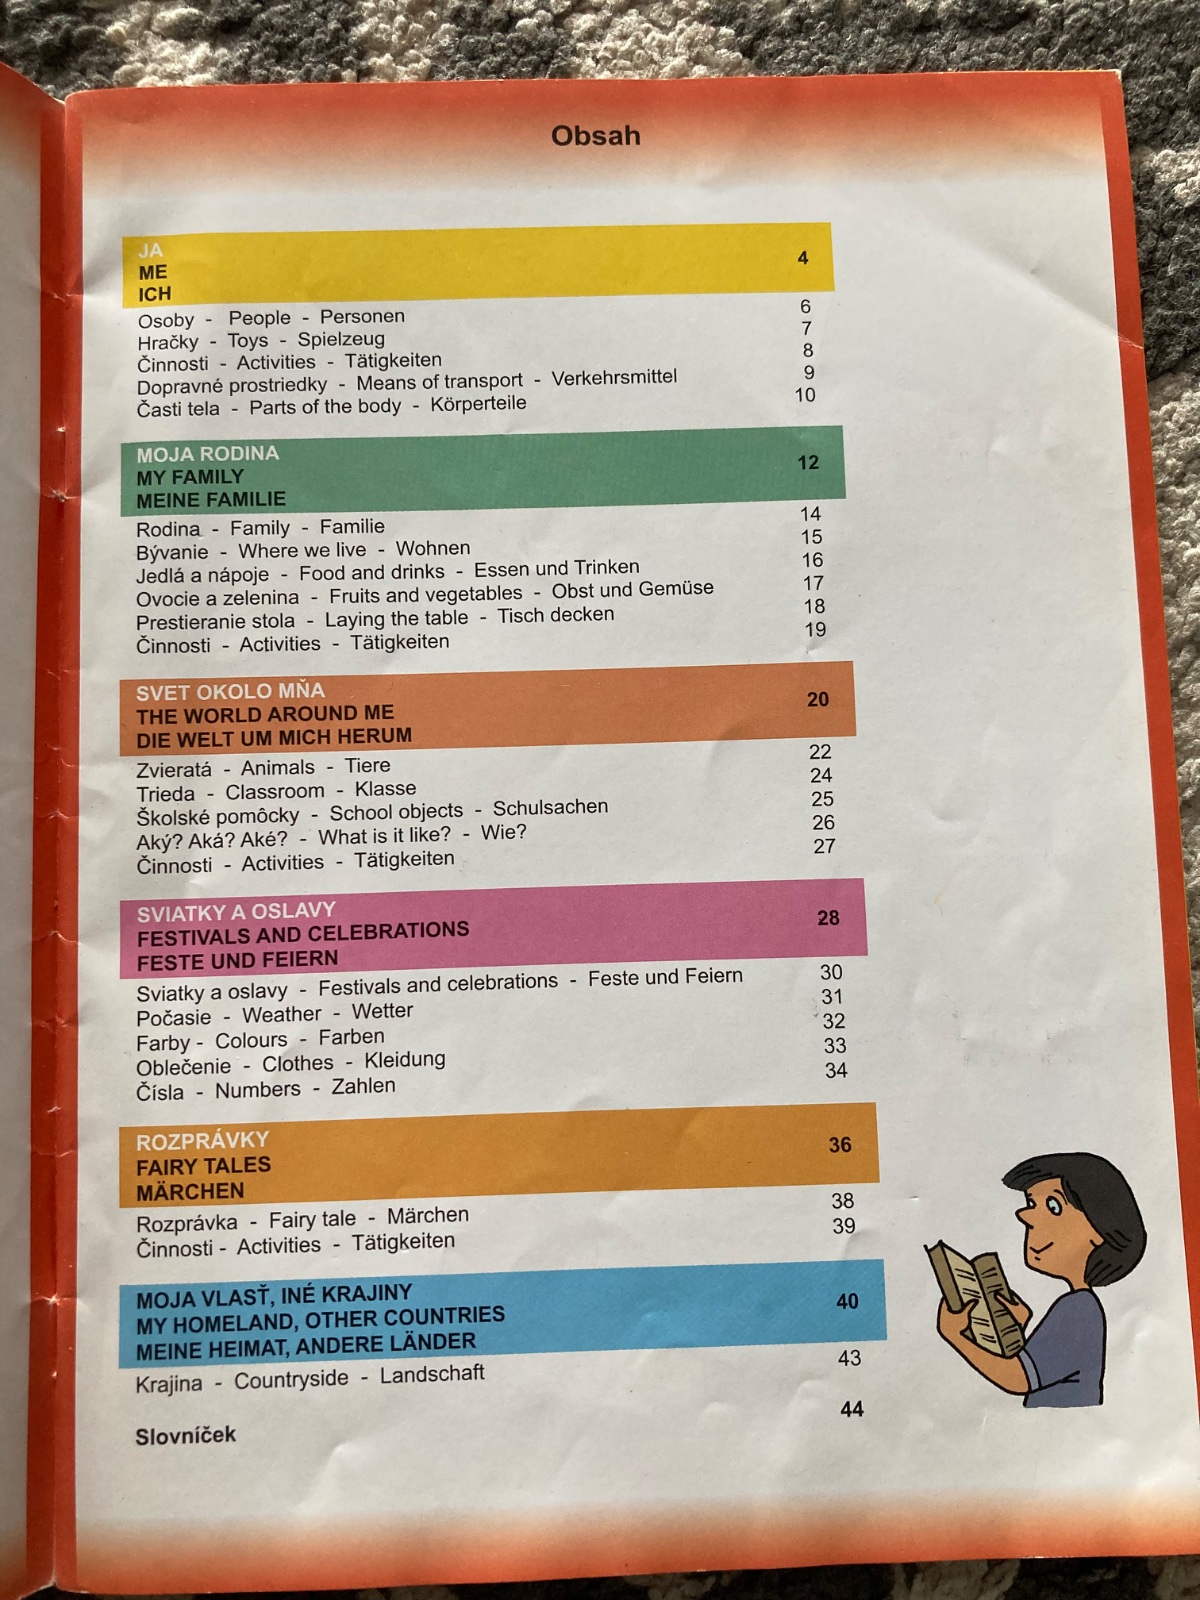 Obsah
JA
ME 4
ICH
Osoby - People - Personen 6
Hračky - Toys - Spielzeug 7
Činnosti - Activities - Tätigkeiten 8
Dopravné prostriedky - Means of transport - Verkehrsmittel 9
Časti tela - Parts of the body - Körperteile 10
MOJA RODINA
MY FAMILY 12
MEINE FAMILIE
Rodina - Family - Familie 14
Bývanie - Where we live - Wohnen 15
Jedlá a nápoje - Food and drinks - Essen und Trinken 16
Ovocie a zelenina - Fruits and vegetables - Obst und Gemüse 17
Prestieranie stola - Laying the table - Tisch decken 18
Činnosti - Activities - Tätigkeiten 19
SVET OKOLO MŇA
THE WORLD AROUND ME 20
DIE WELT UM MICH HERUM
Zvieratá - Animals - Tiere 22
Trieda - Classroom - Klasse 24
Školské pomôcky - School objects - Schulsachen 25
Aký? Aká? Aké? - What is it like? - Wie? 26
Činnosti - Activities - Tätigkeiten 27
SVIATKY A OSLAVY
FESTIVALS AND CELEBRATIONS 28
FESTE UND FEIERN
Sviatky a oslavy - Festivals and celebrations - Feste und Feiern 30
Počasie - Weather - Wetter 31
Farby - Colours - Farben 32
Oblečenie - Clothes - Kleidung 33
Čísla - Numbers - Zahlen 34
ROZPRÁVKY
FAIRY TALES 36
MÄRCHEN
Rozprávka - Fairy tale - Märchen 38
Činnosti - Activities - Tätigkeiten 39
MOJA VLASŤ, INÉ KRAJINY
MY HOMELAND, OTHER COUNTRIES 40
MEINE HEIMAT, ANDERE LÄNDER
Krajina - Countryside - Landschaft 43
Slovníček 44